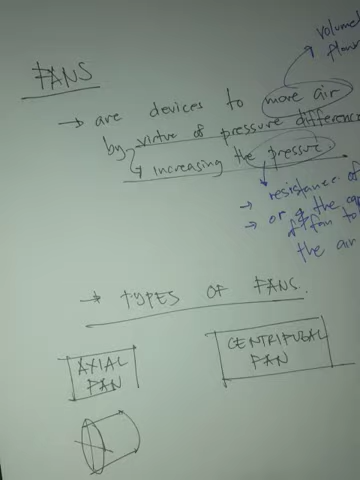 FANS
→ are devices to move air
by virtue of pressure difference
→ increasing the pressure.
volume
flow
→ resistance of
→ or of the
of fan to
the air
→ TYPES OF FANS.
AXIAL
FAN
CENTRIFUGAL
FAN